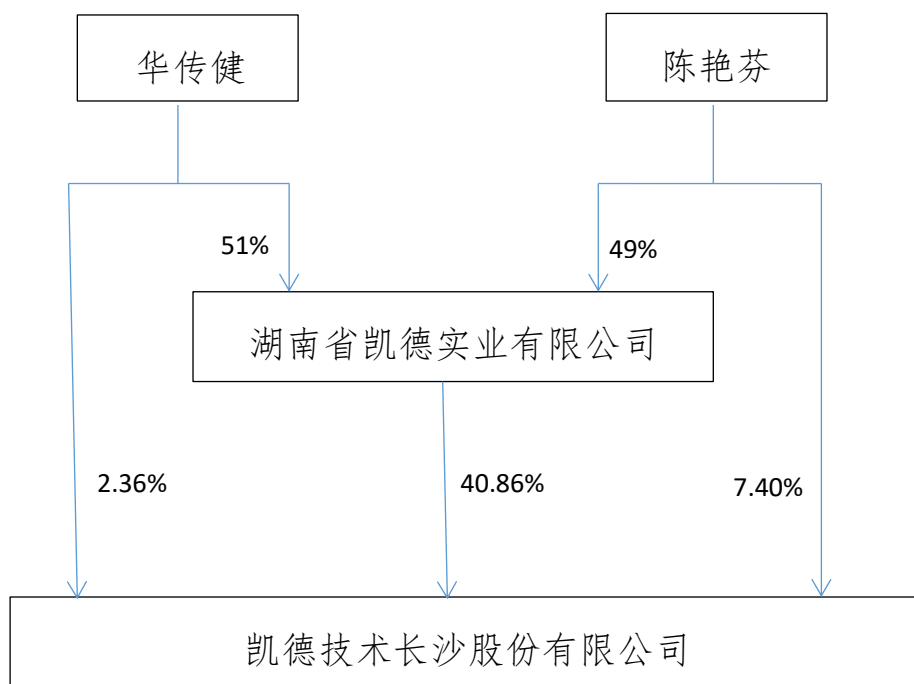 华传健
陈艳芬
51%
49%
湖南省凯德实业有限公司
2.36%
40.86%
7.40%
凯德技术长沙股份有限公司